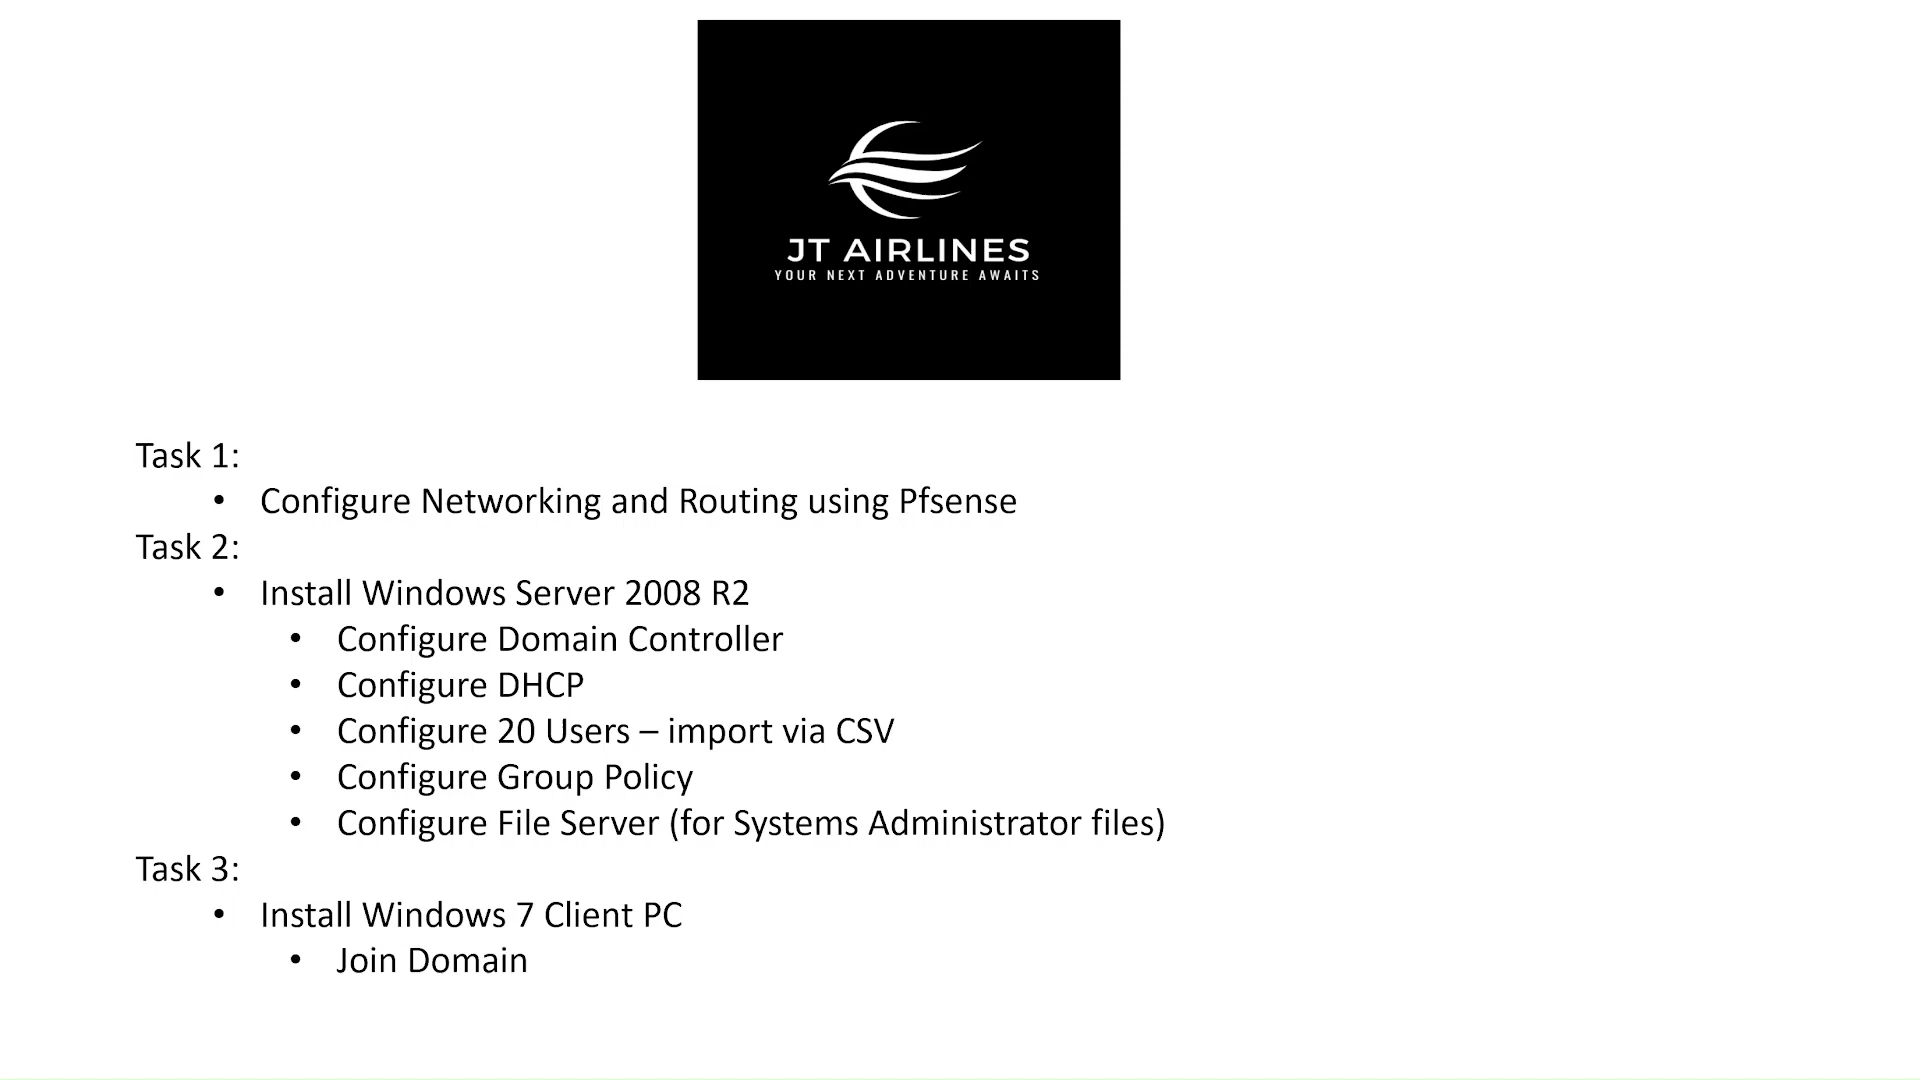 JT AIRLINES
YOUR NEXT ADVENTURE AWAITS
Task 1:
• Configure Networking and Routing using Pfsense
Task 2:
• Install Windows Server 2008 R2
• Configure Domain Controller
• Configure DHCP
• Configure 20 Users – import via CSV
• Configure Group Policy
• Configure File Server (for Systems Administrator files)
Task 3:
• Install Windows 7 Client PC
• Join Domain